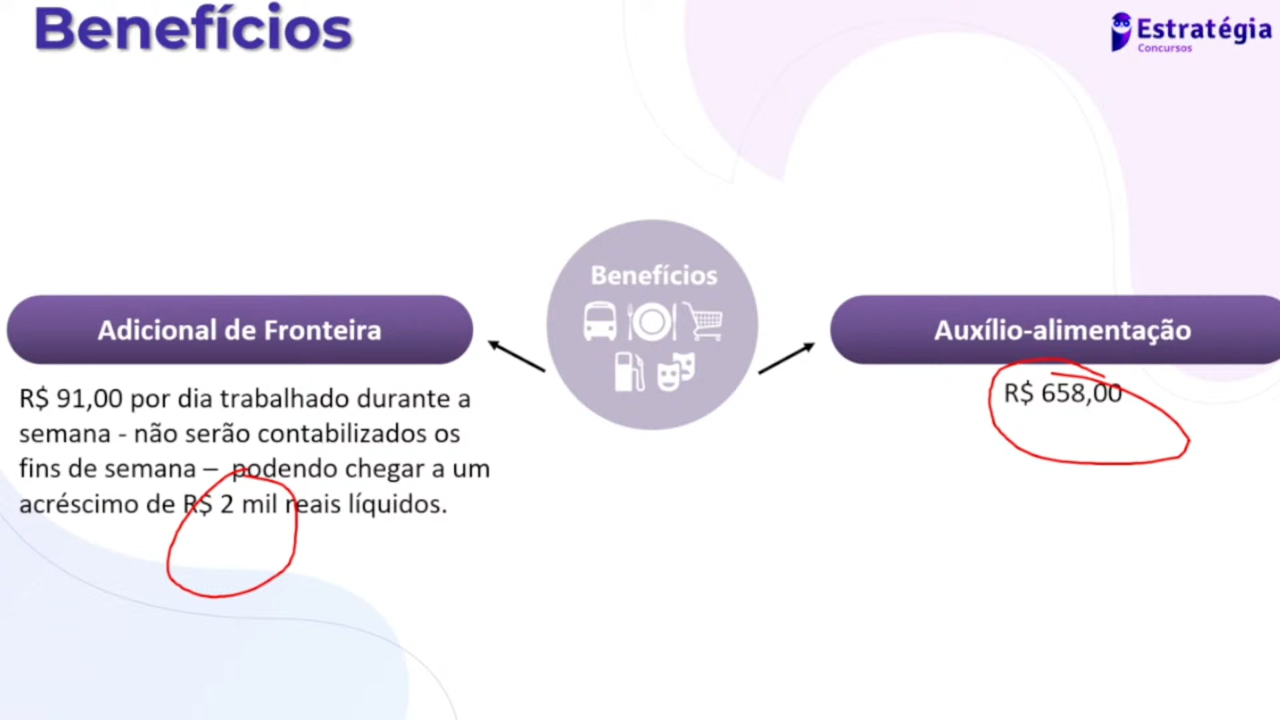 Benefícios
Estratégia
Concursos
Benefícios
Adicional de Fronteira
Auxílio-alimentação
R$ 91,00 por dia trabalhado durante a
semana - não serão contabilizados os
fins de semana – podendo chegar a um
acréscimo de R$ 2 mil reais líquidos.
R$ 658,00